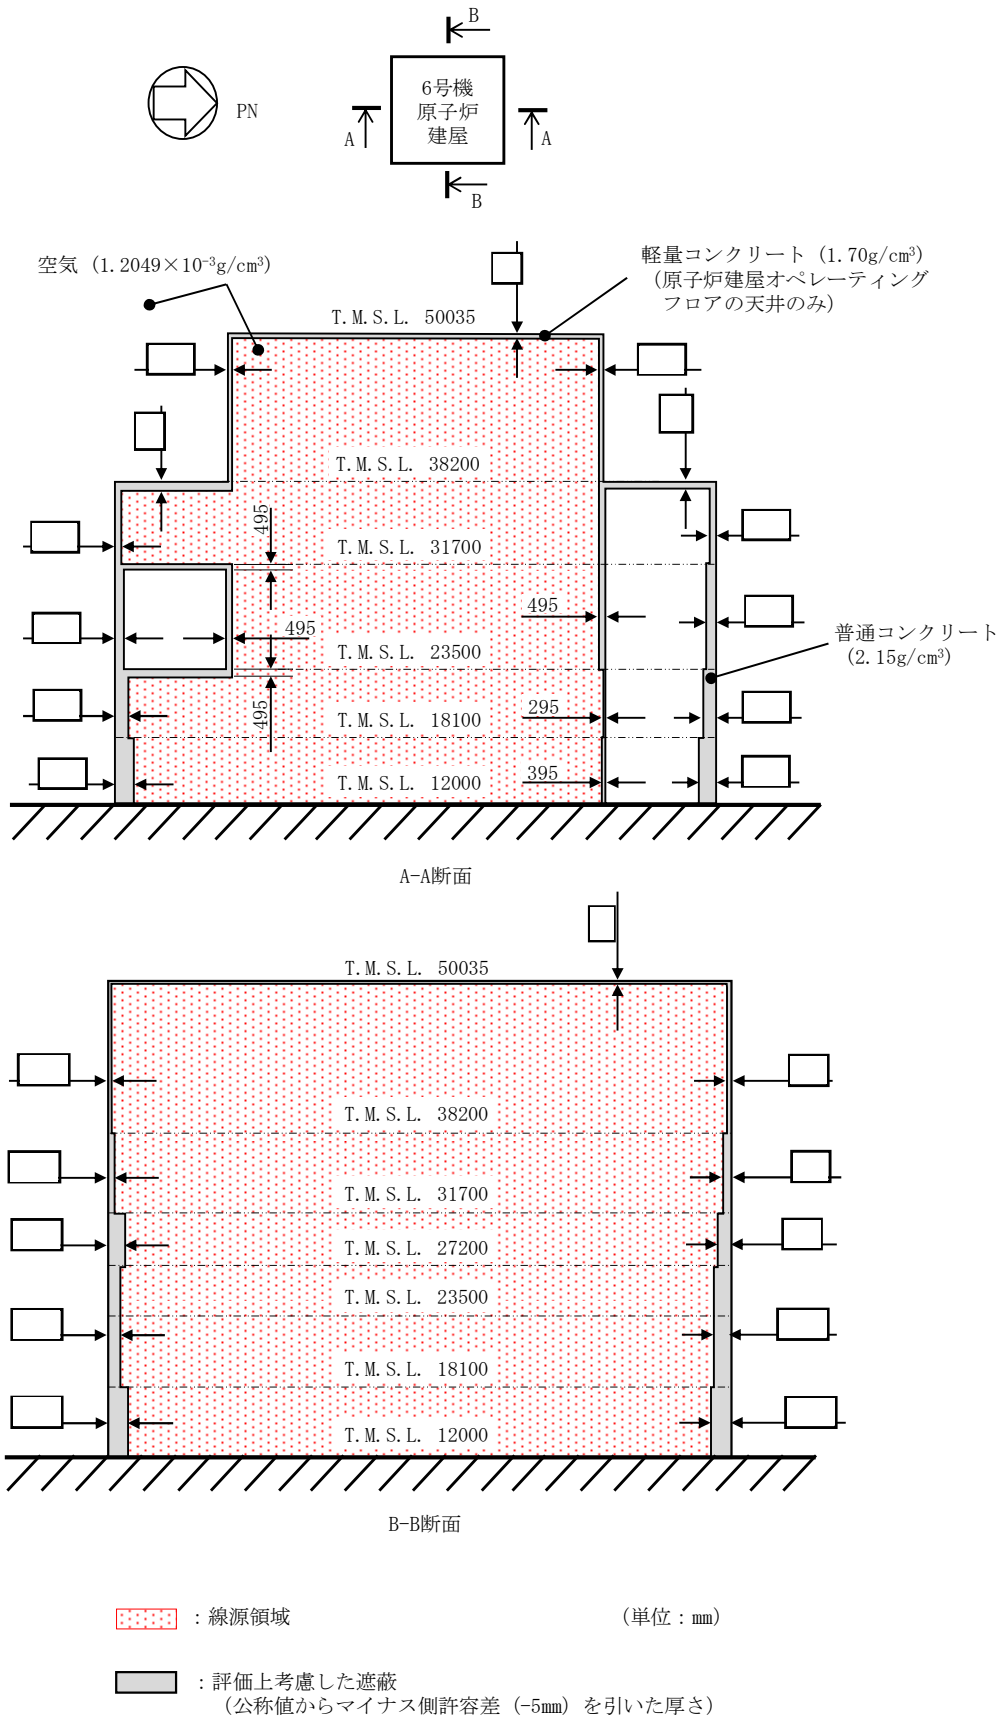 B
6号機
原子炉
建屋
PN
A
A
B
空気（1.2049×10⁻³g/cm³）
軽量コンクリート（1.70g/cm³）
（原子炉建屋オペレーティング
フロアの天井のみ）
T.M.S.L. 50035
T.M.S.L. 38200
495
T.M.S.L. 31700
495
495
T.M.S.L. 23500
普通コンクリート
（2.15g/cm³）
495
295
T.M.S.L. 18100
395
T.M.S.L. 12000
A-A断面
T.M.S.L. 50035
T.M.S.L. 38200
T.M.S.L. 31700
T.M.S.L. 27200
T.M.S.L. 23500
T.M.S.L. 18100
T.M.S.L. 12000
B-B断面
：線源領域
（単位：mm）
：評価上考慮した遮蔽
（公称値からマイナス側許容差（-5mm）を引いた厚さ）